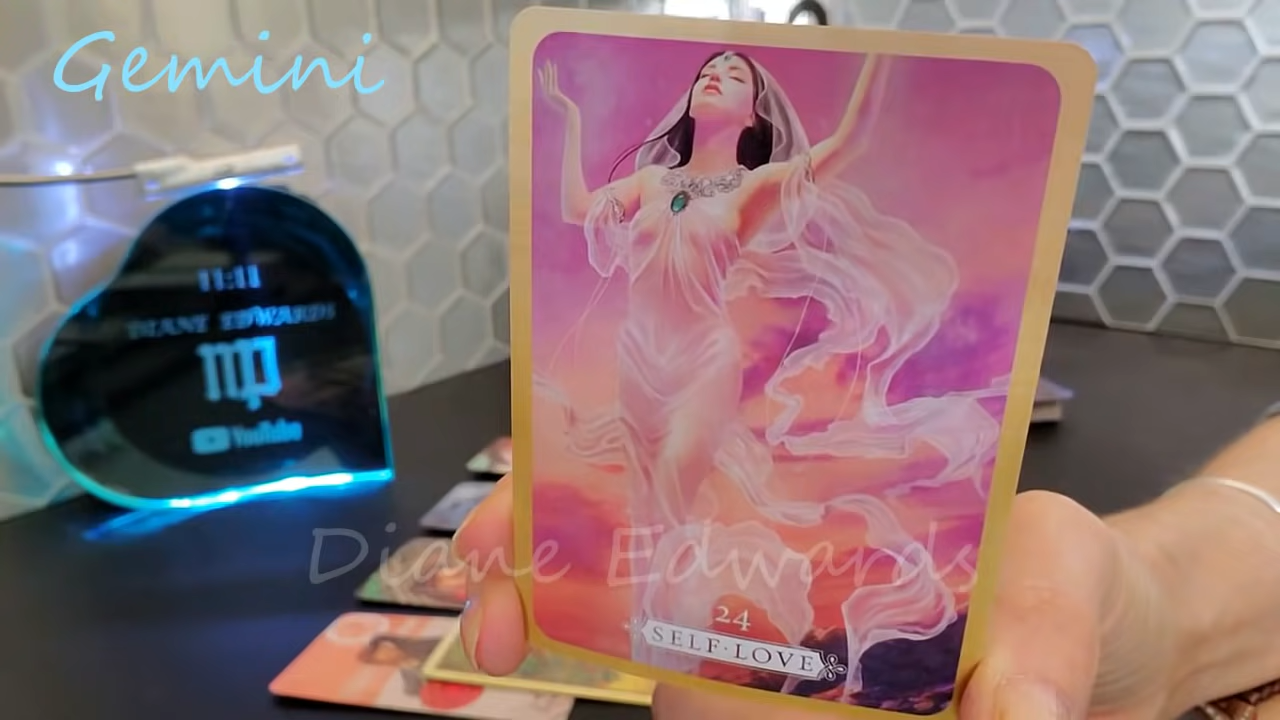 Gemini
11:11
DIANE EDWARDS
YouTube
Diane Edwards
24
SELF·LOVE